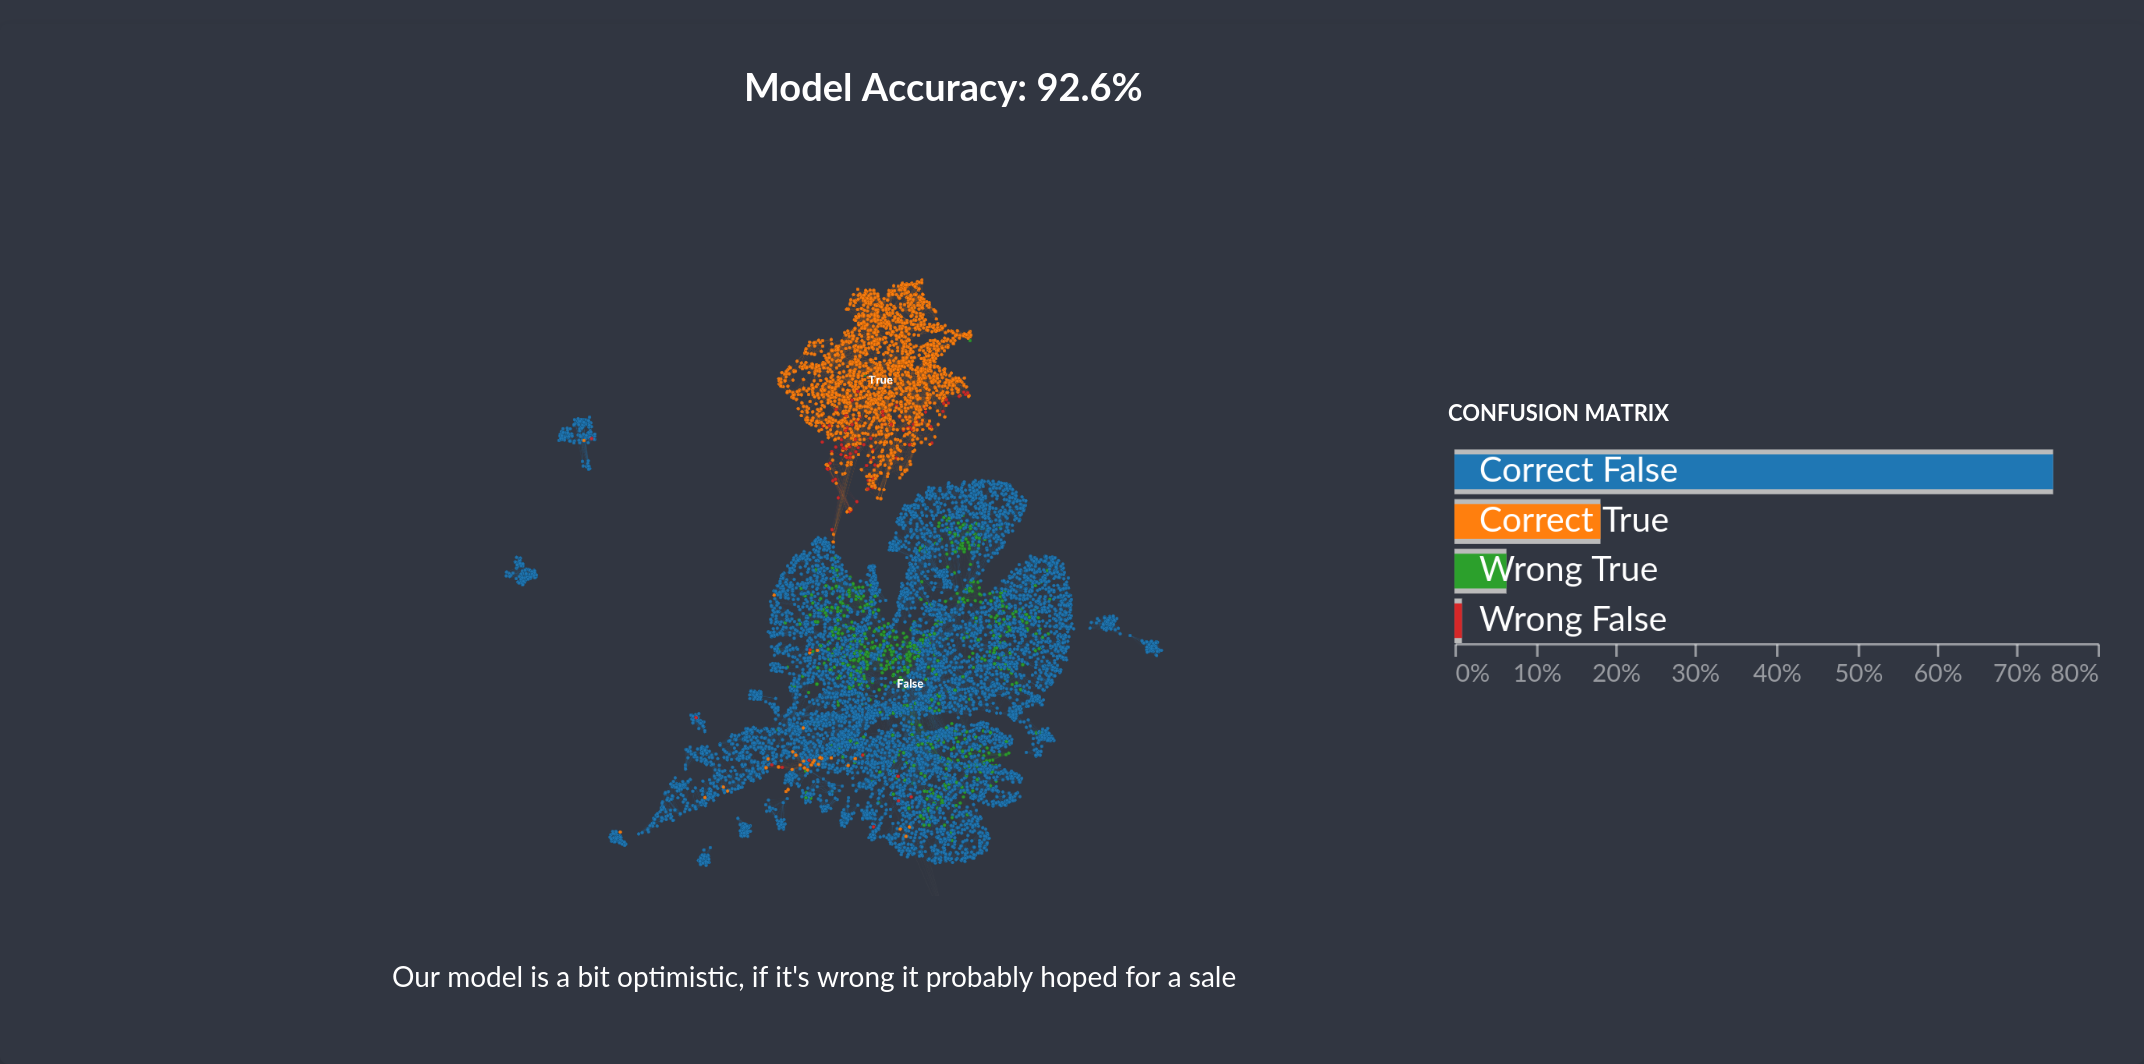 Model Accuracy: 92.6%
True
False
CONFUSION MATRIX
Correct False
Correct True
Wrong True
Wrong False
0% 10% 20% 30% 40% 50% 60% 70% 80%
Our model is a bit optimistic, if it's wrong it probably hoped for a sale